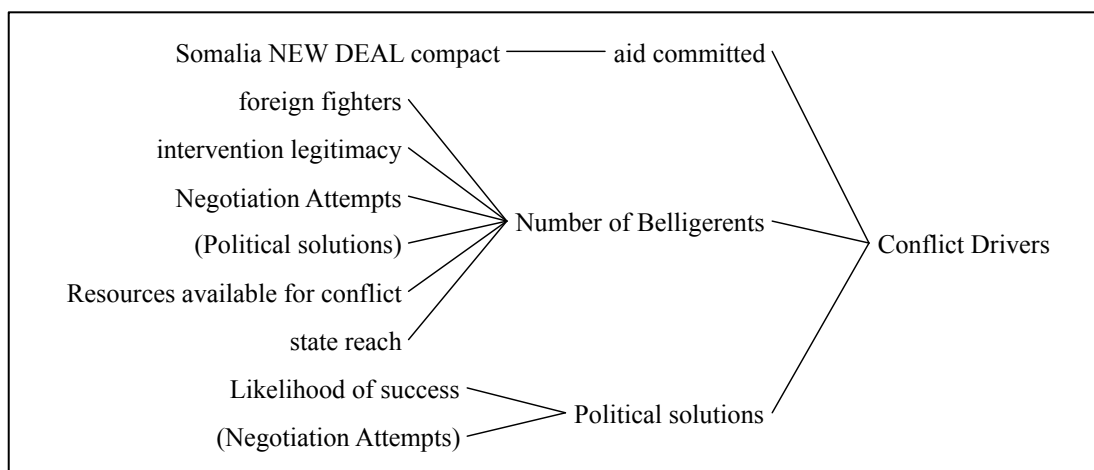 Somalia NEW DEAL compact
aid committed
foreign fighters
intervention legitimacy
Negotiation Attempts
(Political solutions)
Resources available for conflict
state reach
Number of Belligerents
Conflict Drivers
Likelihood of success
(Negotiation Attempts)
Political solutions